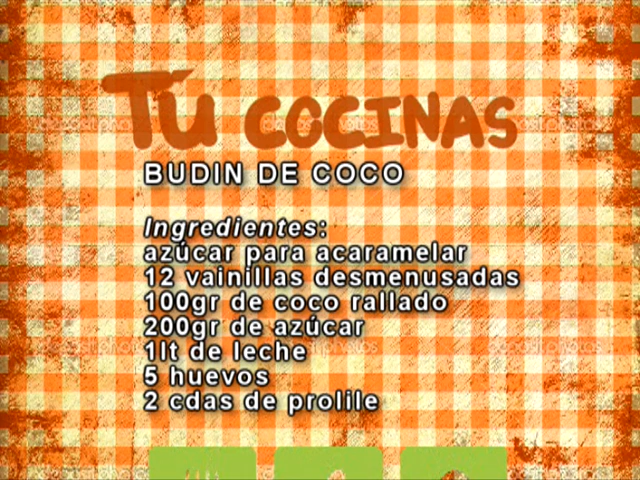 TÚ COCINAS
BUDIN DE COCO
Ingredientes:
azúcar para acaramelar
12 vainillas desmenusadas
100gr de coco rallado
200gr de azúcar
1lt de leche
5 huevos
2 cdas de prolile